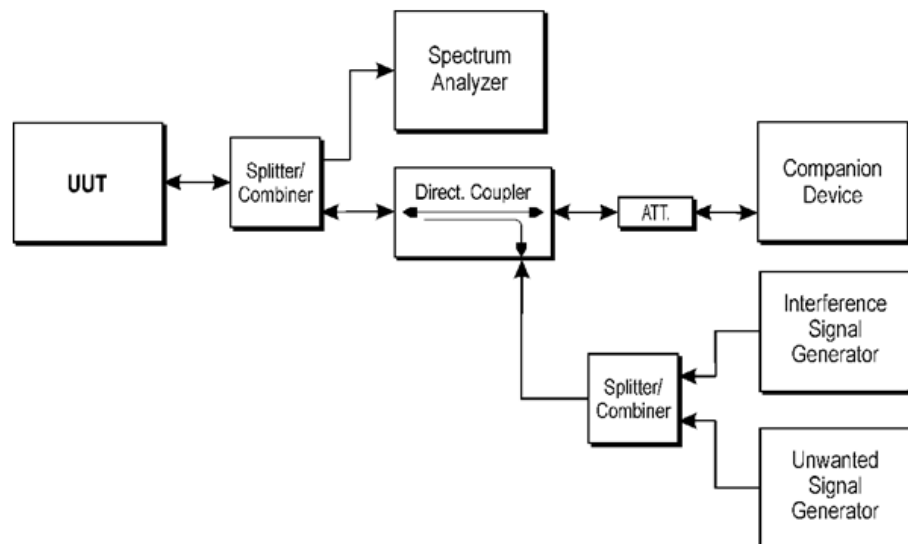 Spectrum
Analyzer
UUT
Splitter/
Combiner
Direct. Coupler
ATT.
Companion
Device
Interference
Signal
Generator
Splitter/
Combiner
Unwanted
Signal
Generator